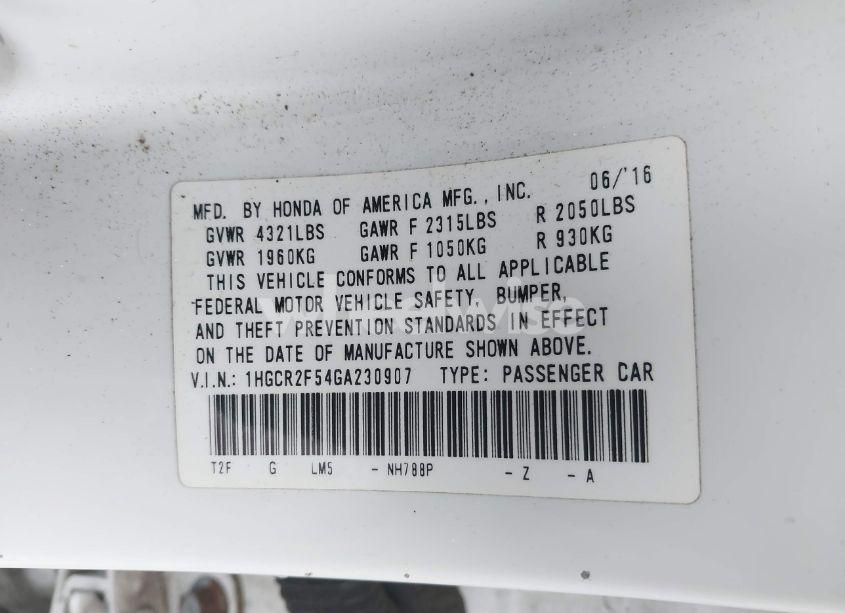 MFD. BY HONDA OF AMERICA MFG., INC. 06/'16
GVWR 4321LBS GAWR F 2315LBS R 2050LBS
GVWR 1960KG GAWR F 1050KG R 930KG
THIS VEHICLE CONFORMS TO ALL APPLICABLE
FEDERAL MOTOR VEHICLE SAFETY, BUMPER,
AND THEFT PREVENTION STANDARDS IN EFFECT
ON THE DATE OF MANUFACTURE SHOWN ABOVE.
V.I.N.: 1HGCR2F54GA230907 TYPE: PASSENGER CAR
T2F G LM5 - NH788P - Z - A